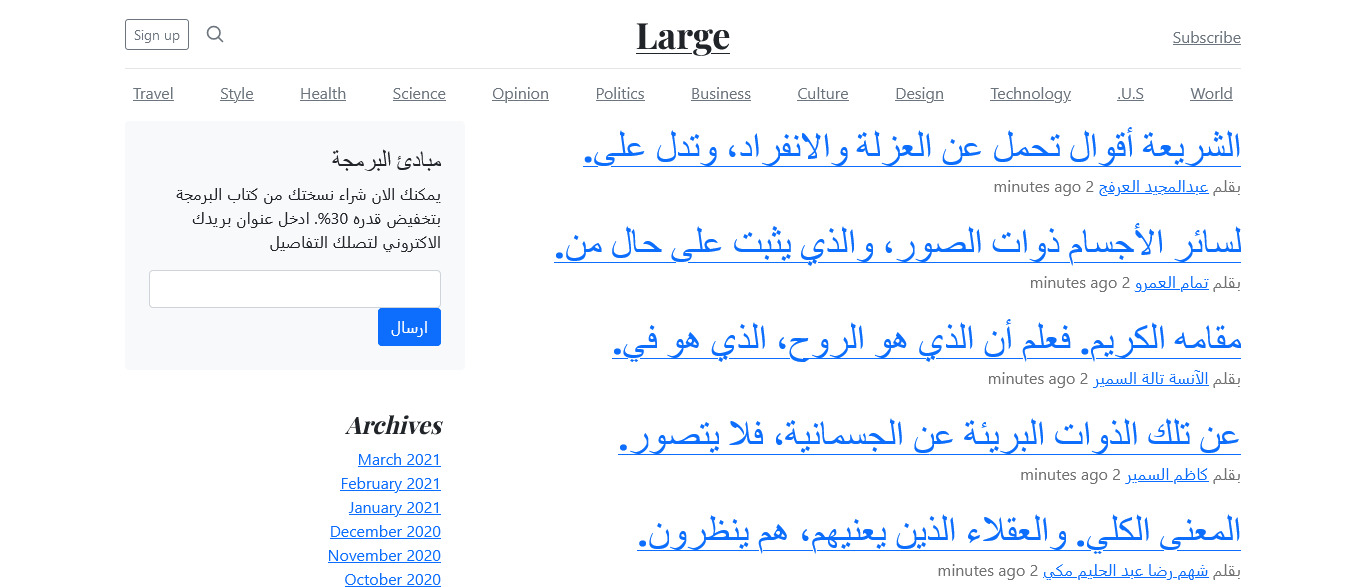 Subscribe
Large
Sign up
World
U.S.
Technology
Design
Culture
Business
Politics
Opinion
Science
Health
Style
Travel
الشريعة أقوال تحمل عن العزلة والانفراد، وتدل على.
بقلم عبدالمجيد العرفج 2 minutes ago
لسائر الأجسام ذوات الصور، والذي يثبت على حال من.
بقلم تمام العمرو 2 minutes ago
مقامه الكريم. فعلم أن الذي هو الروح، الذي هو في.
بقلم الآنسة تالة السمير 2 minutes ago
عن تلك الذوات البريئة عن الجسمانية، فلا يتصور.
بقلم كاظم السمير 2 minutes ago
المعنى الكلي. والعقلاء الذين يعنيهم، هم ينظرون.
بقلم شهم رضا عبد الحليم مكي 2 minutes ago
مبادئ البرمجة
يمكنك الان شراء نسختك من كتاب البرمجة
بتخفيض قدره 30%. ادخل عنوان بريدك
الاكتروني لتصلك التفاصيل
ارسال
Archives
March 2021
February 2021
January 2021
December 2020
November 2020
October 2020